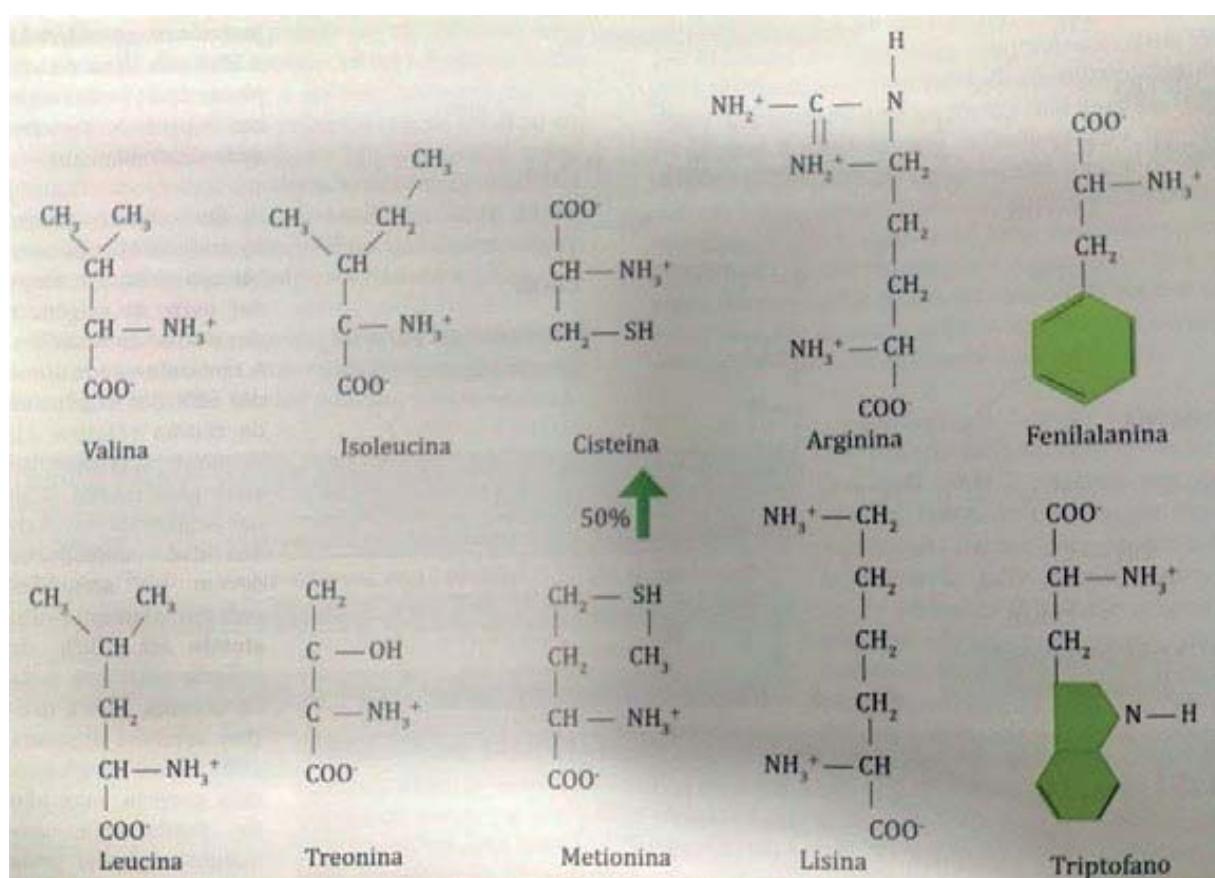 H
NH₂⁺ — C — N
NH₂⁺ — CH₂
CH₂
CH₂
NH₃⁺ — CH
COO⁻
Arginina
COO⁻
CH — NH₃⁺
CH₂
Fenilalanina
CH₃ CH₃
CH
CH — NH₃⁺
COO⁻
Valina
CH₃
CH₃ CH₂
CH
C — NH₃⁺
COO⁻
Isoleucina
COO⁻
CH — NH₃⁺
CH₂ — SH
Cisteína
50%
CH₃ CH₃
CH
CH₂
CH — NH₃⁺
COO⁻
Leucina
CH₂
C — OH
C — NH₃⁺
COO⁻
Treonina
CH₂ — SH
CH₂ CH₃
CH — NH₃⁺
COO⁻
Metionina
NH₃⁺ — CH₂
CH₂
CH₂
CH₂
NH₃⁺ — CH
COO⁻
Lisina
COO⁻
CH — NH₃⁺
CH₂
N — H
Triptofano